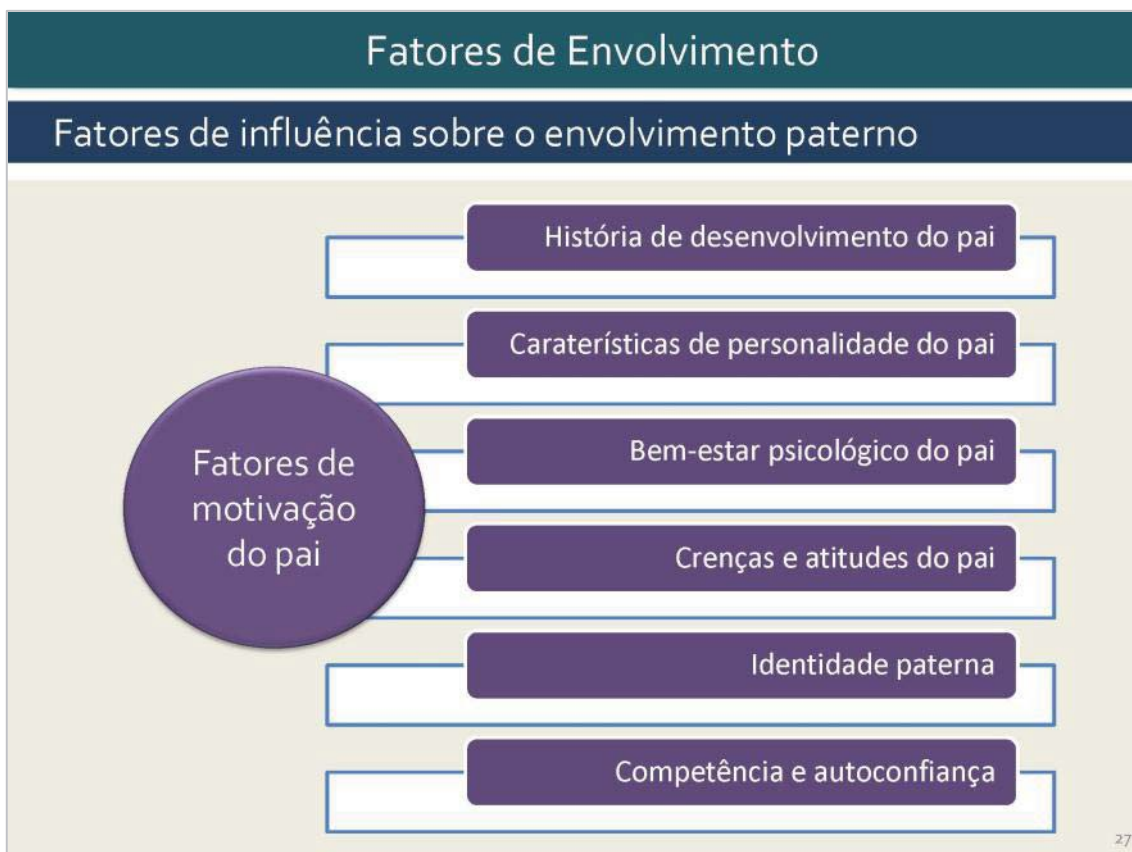 Fatores de Envolvimento
Fatores de influência sobre o envolvimento paterno
Fatores de
motivação
do pai
História de desenvolvimento do pai
Caraterísticas de personalidade do pai
Bem-estar psicológico do pai
Crenças e atitudes do pai
Identidade paterna
Competência e autoconfiança
27